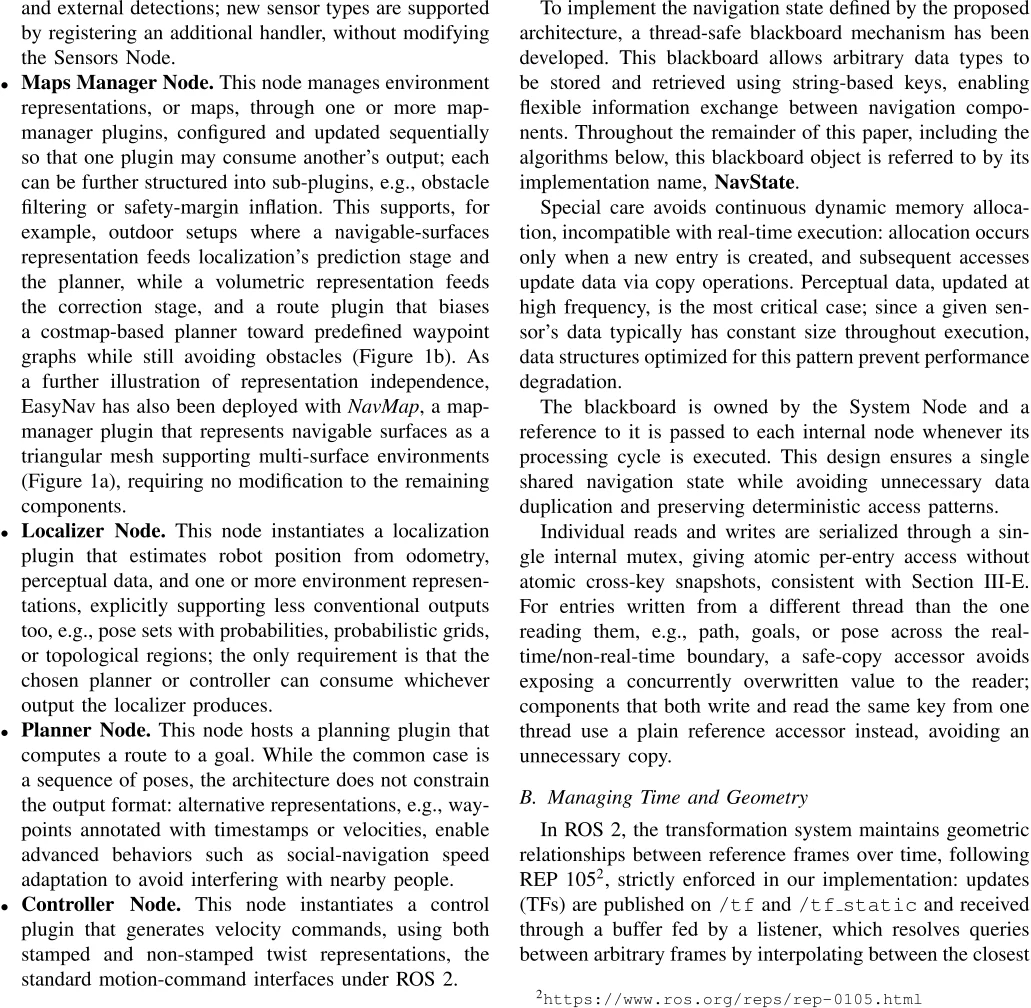 and external detections; new sensor types are supported
by registering an additional handler, without modifying
the Sensors Node.
• Maps Manager Node. This node manages environment
representations, or maps, through one or more map-
manager plugins, configured and updated sequentially
so that one plugin may consume another's output; each
can be further structured into sub-plugins, e.g., obstacle
filtering or safety-margin inflation. This supports, for
example, outdoor setups where a navigable-surfaces
representation feeds localization's prediction stage and
the planner, while a volumetric representation feeds
the correction stage, and a route plugin that biases
a costmap-based planner toward predefined waypoint
graphs while still avoiding obstacles (Figure 1b). As
a further illustration of representation independence,
EasyNav has also been deployed with NavMap, a map-
manager plugin that represents navigable surfaces as a
triangular mesh supporting multi-surface environments
(Figure 1a), requiring no modification to the remaining
components.
• Localizer Node. This node instantiates a localization
plugin that estimates robot position from odometry,
perceptual data, and one or more environment represen-
tations, explicitly supporting less conventional outputs
too, e.g., pose sets with probabilities, probabilistic grids,
or topological regions; the only requirement is that the
chosen planner or controller can consume whichever
output the localizer produces.
• Planner Node. This node hosts a planning plugin that
computes a route to a goal. While the common case is
a sequence of poses, the architecture does not constrain
the output format: alternative representations, e.g., way-
points annotated with timestamps or velocities, enable
advanced behaviors such as social-navigation speed
adaptation to avoid interfering with nearby people.
• Controller Node. This node instantiates a control
plugin that generates velocity commands, using both
stamped and non-stamped twist representations, the
standard motion-command interfaces under ROS 2.
To implement the navigation state defined by the proposed
architecture, a thread-safe blackboard mechanism has been
developed. This blackboard allows arbitrary data types to
be stored and retrieved using string-based keys, enabling
flexible information exchange between navigation compo-
nents. Throughout the remainder of this paper, including the
algorithms below, this blackboard object is referred to by its
implementation name, NavState.
Special care avoids continuous dynamic memory alloca-
tion, incompatible with real-time execution: allocation occurs
only when a new entry is created, and subsequent accesses
update data via copy operations. Perceptual data, updated at
high frequency, is the most critical case; since a given sen-
sor's data typically has constant size throughout execution,
data structures optimized for this pattern prevent performance
degradation.
The blackboard is owned by the System Node and a
reference to it is passed to each internal node whenever its
processing cycle is executed. This design ensures a single
shared navigation state while avoiding unnecessary data
duplication and preserving deterministic access patterns.
Individual reads and writes are serialized through a sin-
gle internal mutex, giving atomic per-entry access without
atomic cross-key snapshots, consistent with Section III-E.
For entries written from a different thread than the one
reading them, e.g., path, goals, or pose across the real-
time/non-real-time boundary, a safe-copy accessor avoids
exposing a concurrently overwritten value to the reader;
components that both write and read the same key from one
thread use a plain reference accessor instead, avoiding an
unnecessary copy.
B. Managing Time and Geometry
In ROS 2, the transformation system maintains geometric
relationships between reference frames over time, following
REP 105², strictly enforced in our implementation: updates
(TFs) are published on /tf and /tf_static and received
through a buffer fed by a listener, which resolves queries
between arbitrary frames by interpolating between the closest
²https://www.ros.org/reps/rep-0105.html